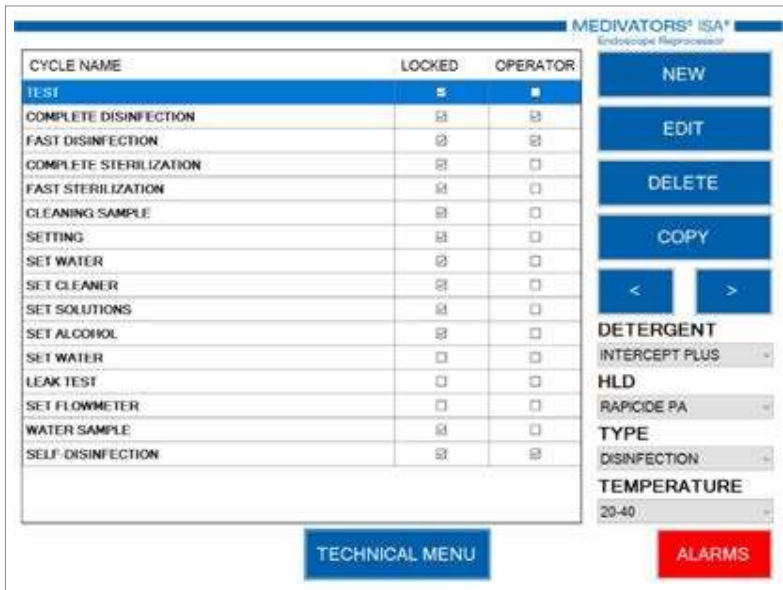 MEDIVATORS® ISA®
Endoscope Reprocessor
CYCLE NAME LOCKED OPERATOR
TEST
COMPLETE DISINFECTION
FAST DISINFECTION
COMPLETE STERILIZATION
FAST STERILIZATION
CLEANING SAMPLE
SETTING
SET WATER
SET CLEANER
SET SOLUTIONS
SET ALCOHOL
SET WATER
LEAK TEST
SET FLOWMETER
WATER SAMPLE
SELF-DISINFECTION
NEW
EDIT
DELETE
COPY
< >
DETERGENT
INTERCEPT PLUS
HLD
RAPICIDE PA
TYPE
DISINFECTION
TEMPERATURE
20-40
TECHNICAL MENU
ALARMS